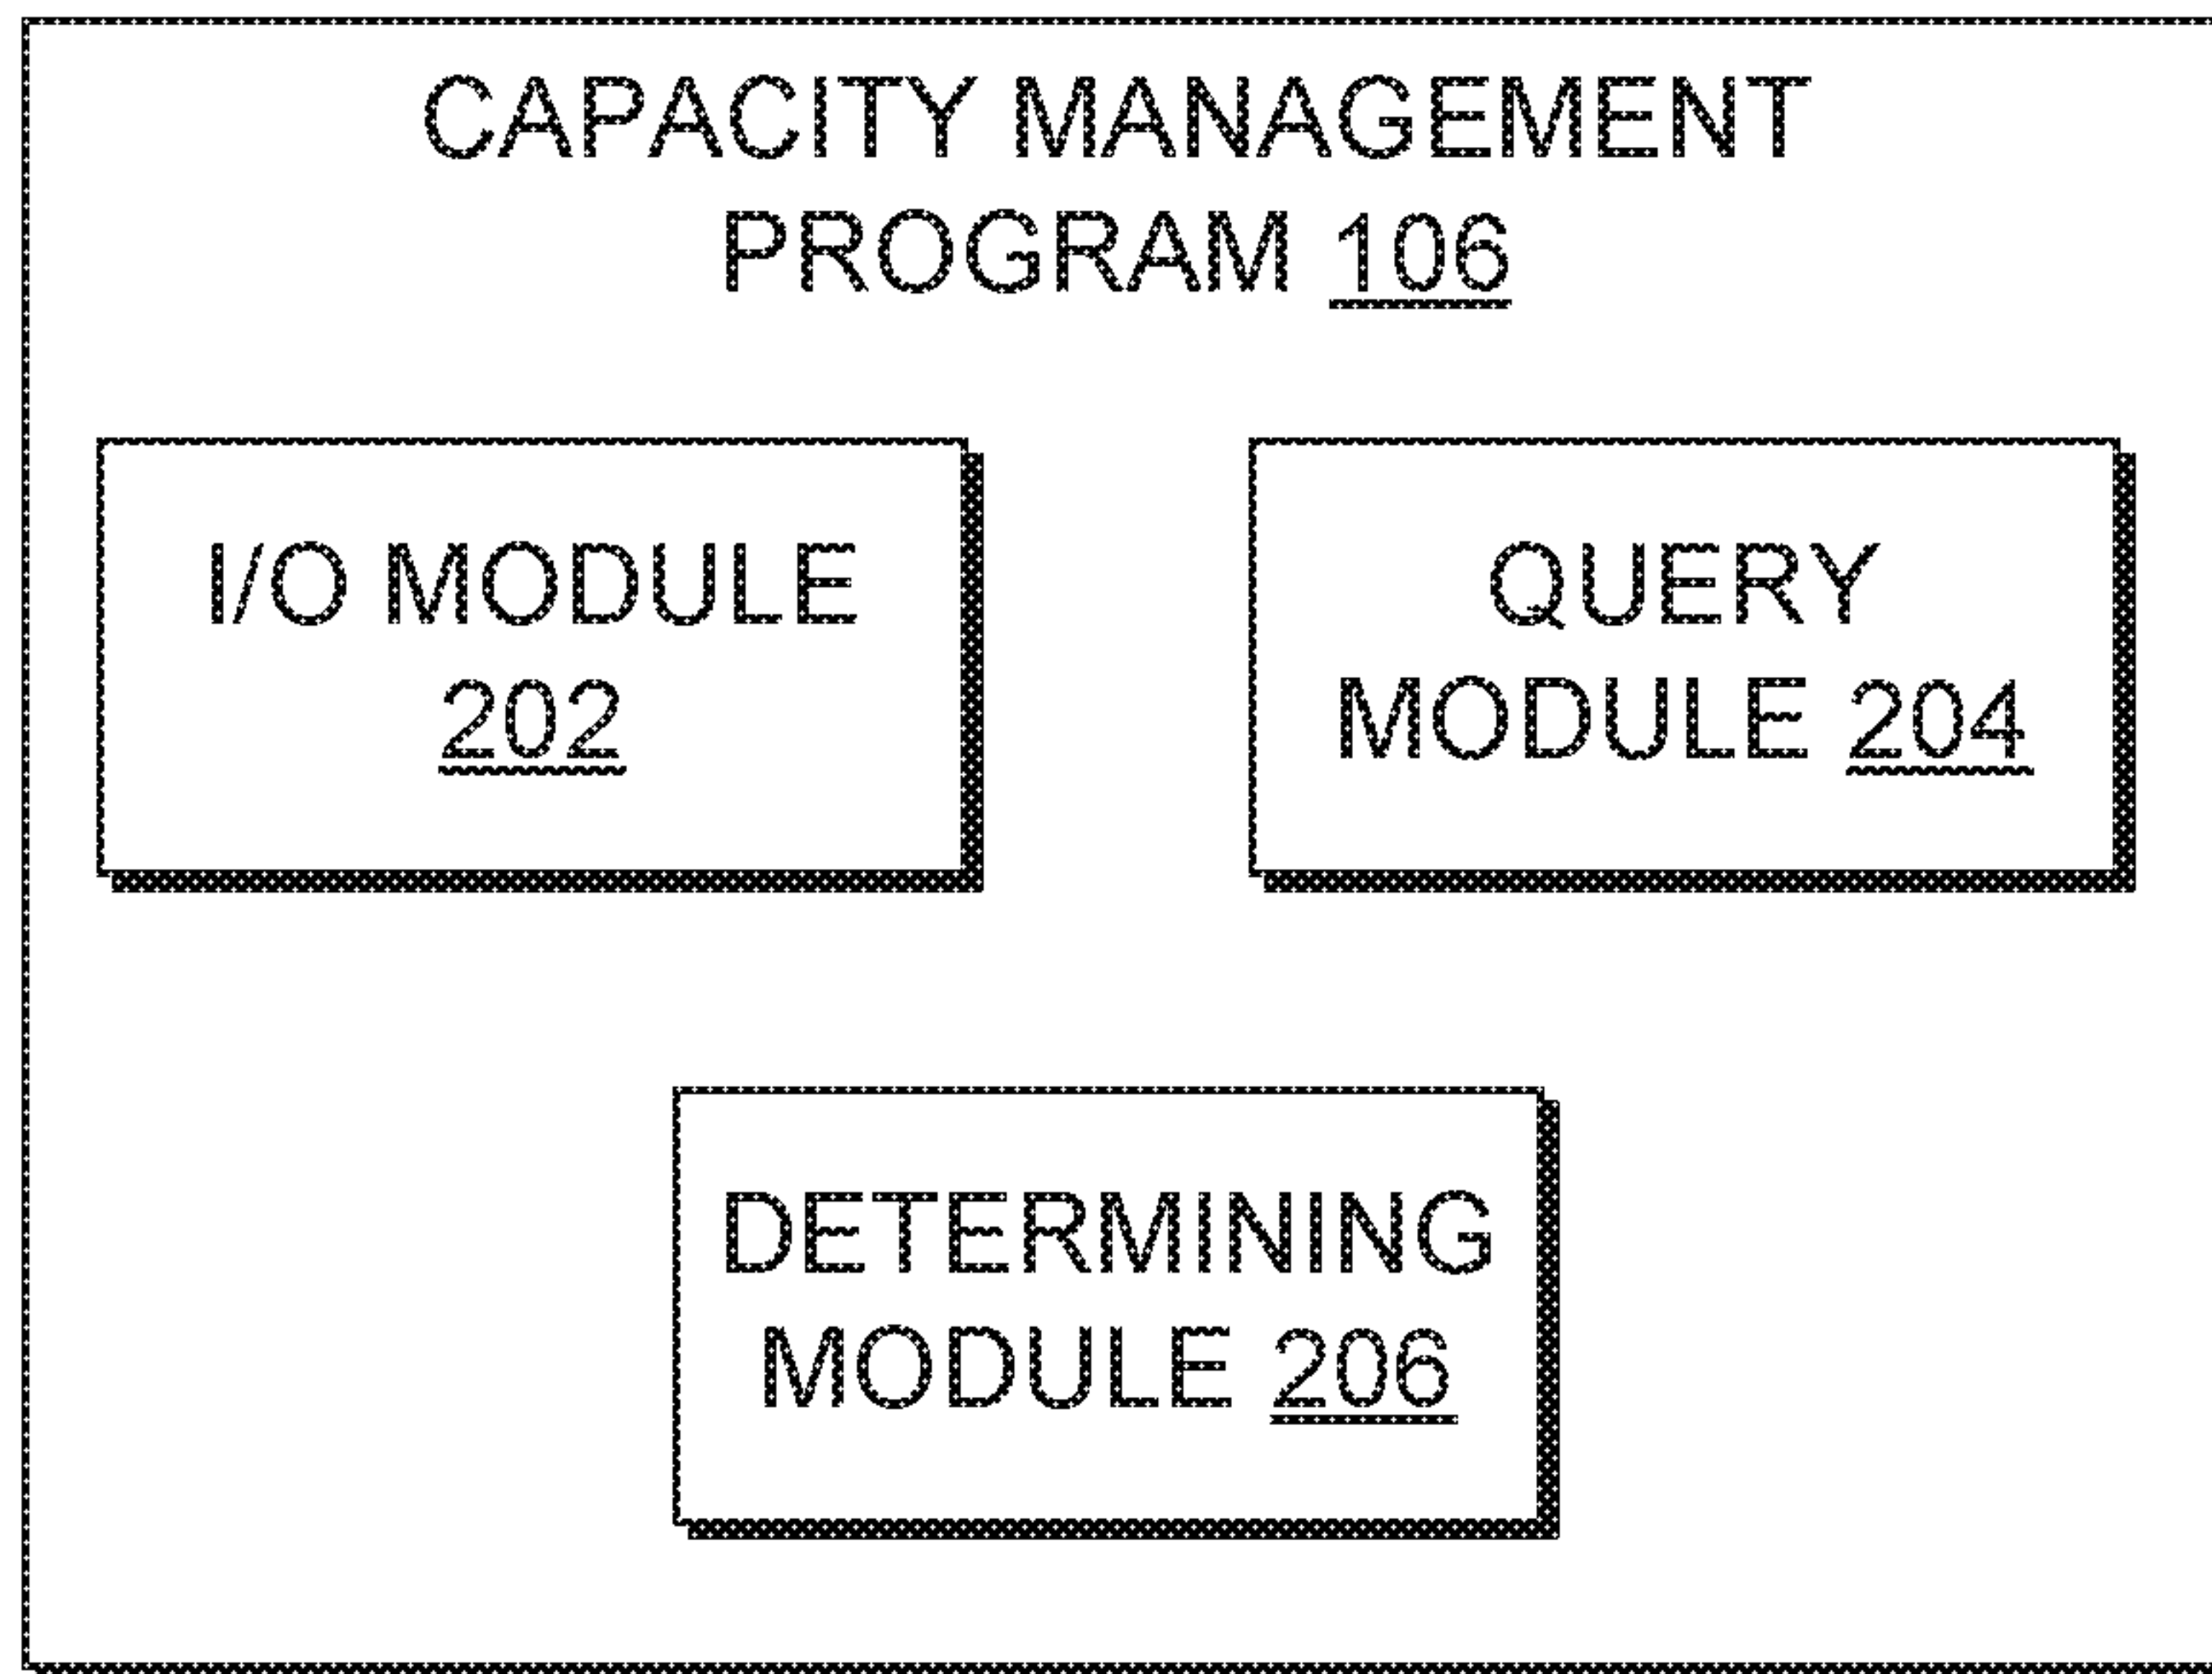 CAPACITY MANAGEMENT
PROGRAM 106
I/O MODULE
202
QUERY
MODULE 204
DETERMINING
MODULE 206